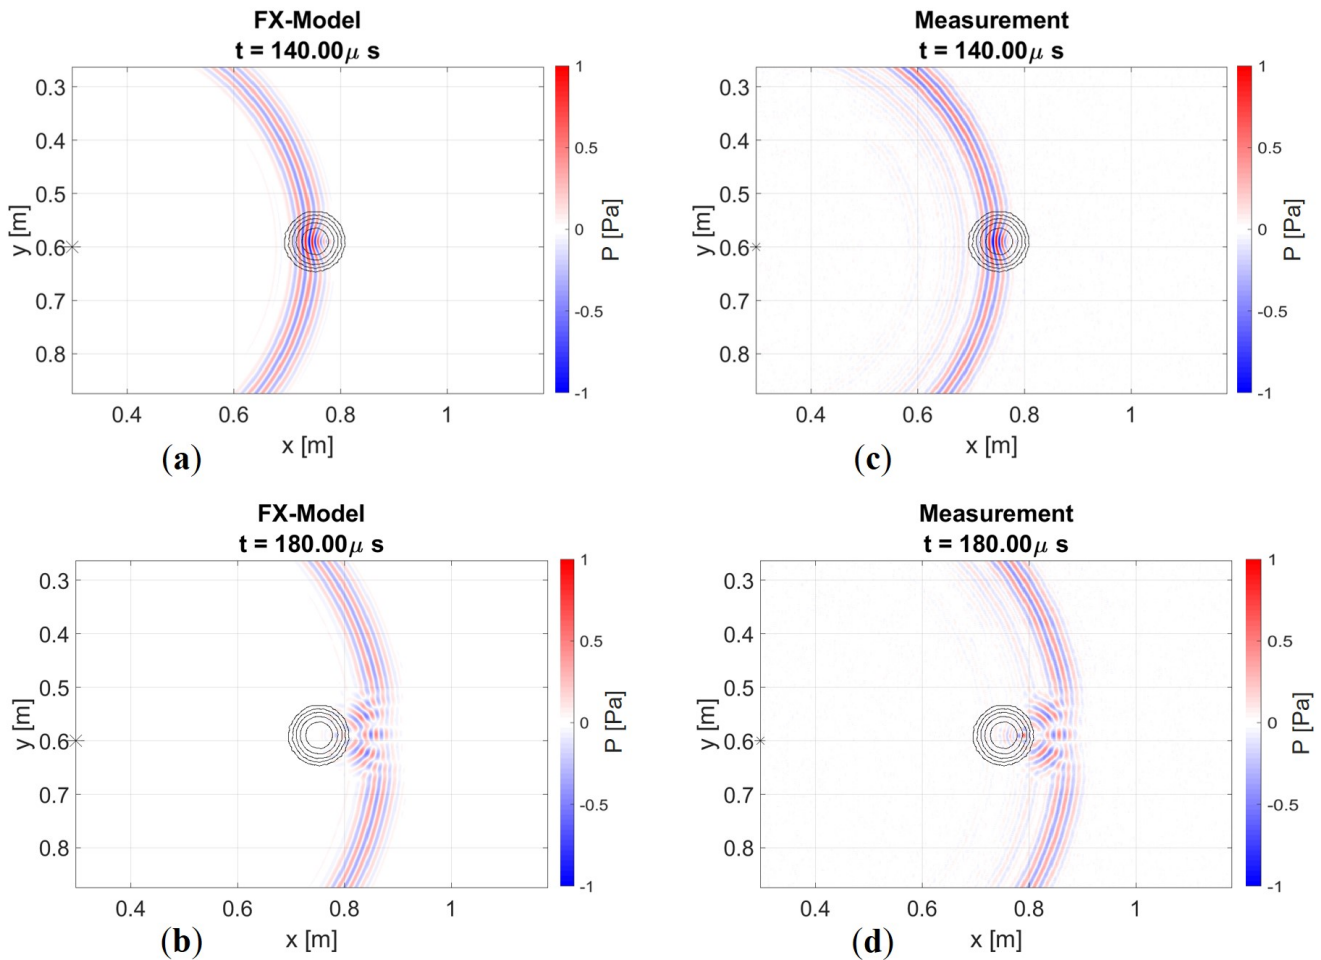 FX-Model
t = 140.00μ s
0.3
0.4
0.5
0.6
0.7
0.8
y [m]
0.4
0.6
0.8
1
x [m]
1
0.5
0
-0.5
-1
P [Pa]
(a)
Measurement
t = 140.00μ s
0.3
0.4
0.5
0.6
0.7
0.8
y [m]
0.4
0.6
0.8
1
x [m]
1
0.5
0
-0.5
-1
P [Pa]
(c)
FX-Model
t = 180.00μ s
0.3
0.4
0.5
0.6
0.7
0.8
y [m]
0.4
0.6
0.8
1
x [m]
1
0.5
0
-0.5
-1
P [Pa]
(b)
Measurement
t = 180.00μ s
0.3
0.4
0.5
0.6
0.7
0.8
y [m]
0.4
0.6
0.8
1
x [m]
1
0.5
0
-0.5
-1
P [Pa]
(d)